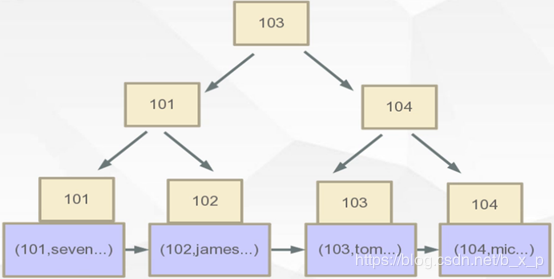 103
101
104
101
102
103
104
(101,seven...)
(102,james...)
(103,tom...)
(104,mic...)
https://blog.csdn.net/b_x_p